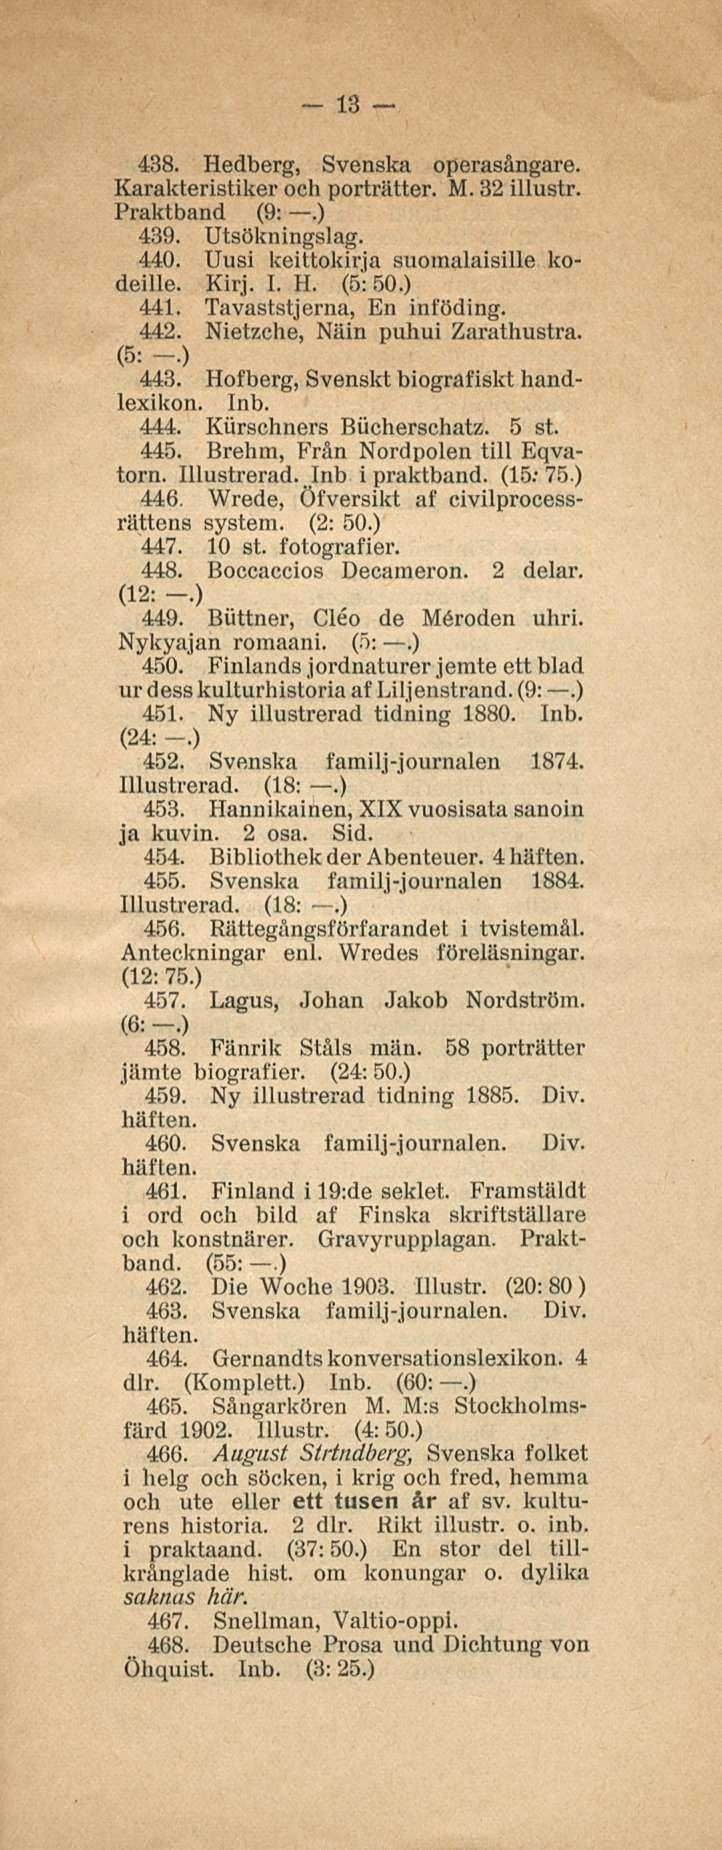 — 13 —
438. Hedberg, Svenska operasångare.
Karakteristiker och porträtter. M. 32 illustr.
Praktband (9: —.)
439. Utsökningslag.
440. Uusi keittokirja suomalaisille ko-
deille. Kirj. I. H. (5: 50.)
441. Tavaststjerna, En inföding.
442. Nietzche, Näin puhui Zarathustra.
(5: —.)
443. Hofberg, Svenskt biografiskt hand-
lexikon. Inb.
444. Kürschners Bücherschatz. 5 st.
445. Brehm, Från Nordpolen till Eqva-
torn. Illustrerad. Inb i praktband. (15: 75.)
446. Wrede, Öfversikt af civilprocess-
rättens system. (2: 50.)
447. 10 st. fotografier.
448. Boccaccios Decameron. 2 delar.
(12: —.)
449. Büttner, Cléo de Méroden uhri.
Nykyajan romaani. (5: —.)
450. Finlands jordnaturer jemte ett blad
ur dess kulturhistoria af Liljenstrand. (9: —.)
451. Ny illustrerad tidning 1880. Inb.
(24: —.)
452. Svenska familj-journalen 1874.
Illustrerad. (18: —.)
453. Hannikainen, XIX vuosisata sanoin
ja kuvin. 2 osa. Sid.
454. Bibliothek der Abenteuer. 4 häften.
455. Svenska familj-journalen 1884.
Illustrerad. (18: —.)
456. Rättegångsförfarandet i tvistemål.
Anteckningar enl. Wredes föreläsningar.
(12: 75.)
457. Lagus, Johan Jakob Nordström.
(6: —.)
458. Fänrik Ståls män. 58 porträtter
jämte biografier. (24: 50.)
459. Ny illustrerad tidning 1885. Div.
häften.
460. Svenska familj-journalen. Div.
häften.
461. Finland i 19:de seklet. Framstäldt
i ord och bild af Finska skriftställare
och konstnärer. Gravyrupplagan. Prakt-
band. (55: —.)
462. Die Woche 1903. Illustr. (20: 80 )
463. Svenska familj-journalen. Div.
häften.
464. Gernandts konversationslexikon. 4
dlr. (Komplett.) Inb. (60: —.)
465. Sångarkören M. M:s Stockholms-
färd 1902. Illustr. (4: 50.)
466. August Strtndberg, Svenska folket
i helg och söcken, i krig och fred, hemma
och ute eller ett tusen år af sv. kultu-
rens historia. 2 dlr. Rikt illustr. o. inb.
i praktaand. (37: 50.) En stor del till-
krånglade hist. om konungar o. dylika
saknas här.
467. Snellman, Valtio-oppi.
468. Deutsche Prosa und Dichtung von
Öhquist. Inb. (3: 25.)